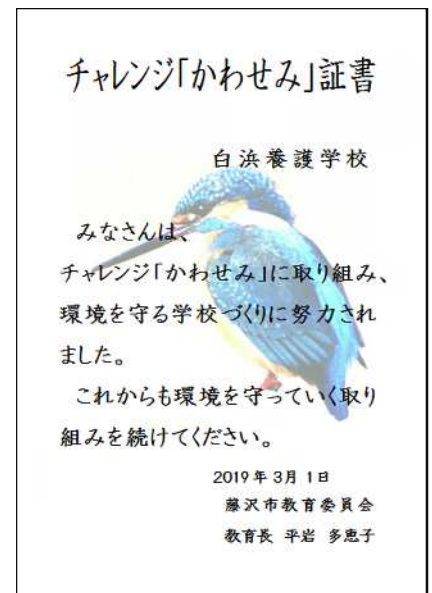 チャレンジ「かわせみ」証書
白浜養護学校
みなさんは、
チャレンジ「かわせみ」に取り組み、
環境を守る学校づくりに努力され
ました。
これからも環境を守っていく取り
組みを続けてください。
2019年3月1日
藤沢市教育委員会
教育長 平岩 多恵子